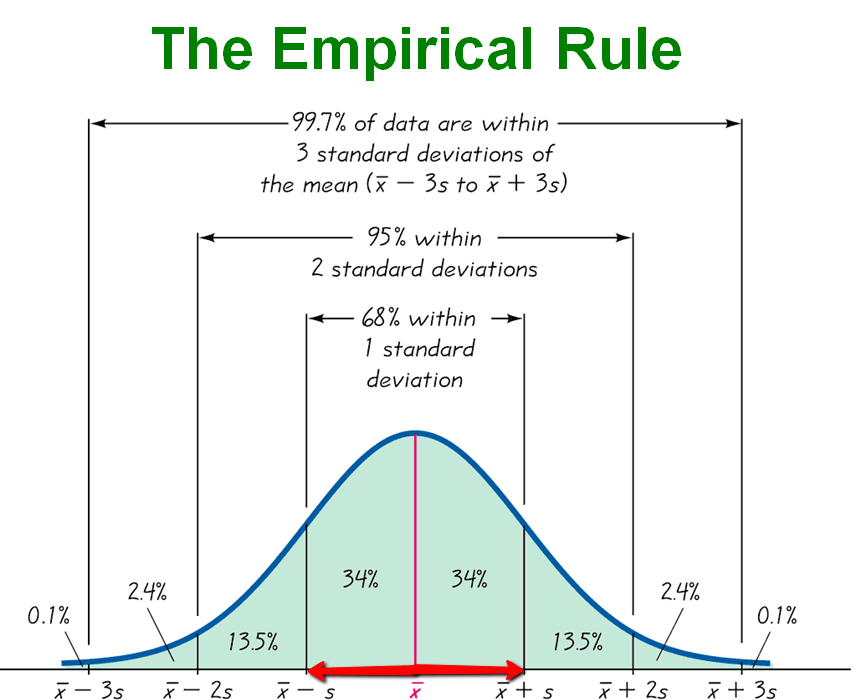 The Empirical Rule
99.7% of data are within
3 standard deviations of
the mean (x̄ − 3s to x̄ + 3s)
95% within
2 standard deviations
68% within
1 standard
deviation
34% 34%
2.4% 2.4%
0.1% 0.1%
13.5% 13.5%
x̄ − 3s x̄ − 2s x̄ − s x̄ x̄ + s x̄ + 2s x̄ + 3s